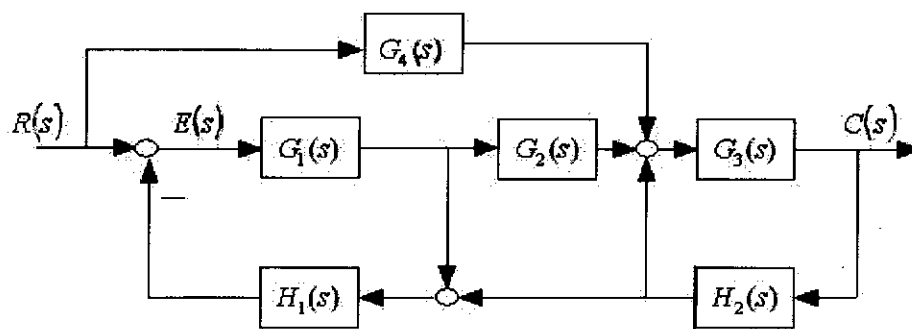 G₄(s)
R(s)
E(s)
G₁(s)
G₂(s)
G₃(s)
C(s)
—
H₁(s)
H₂(s)